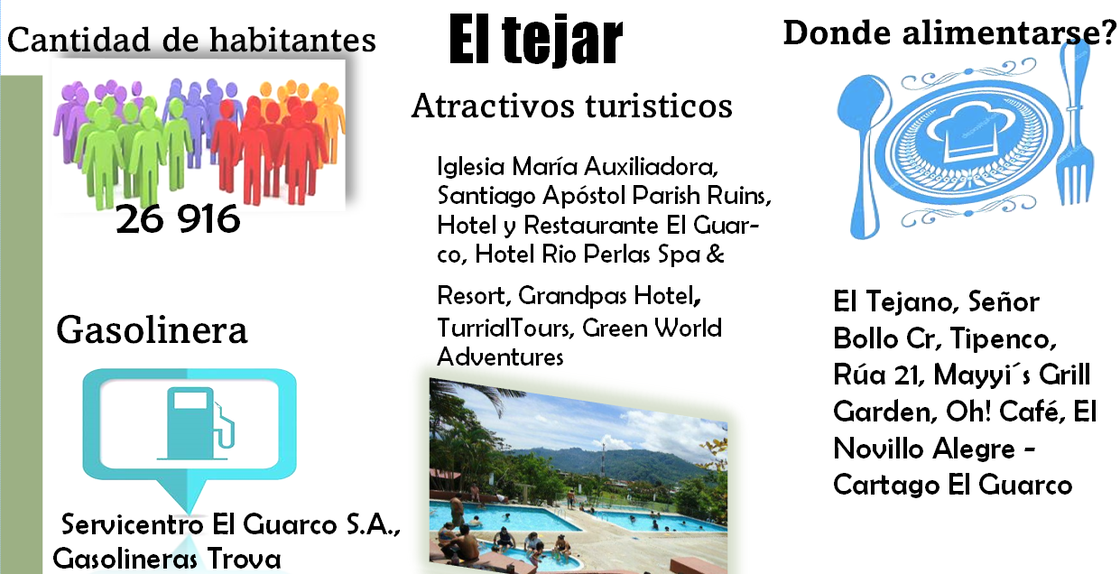 Cantidad de habitantes
26 916
Gasolinera
Servicentro El Guarco S.A.,
Gasolineras Trova
El tejar
Atractivos turisticos
Iglesia María Auxiliadora,
Santiago Apóstol Parish Ruins,
Hotel y Restaurante El Guar-
co, Hotel Rio Perlas Spa &
Resort, Grandpas Hotel,
TurrialTours, Green World
Adventures
Donde alimentarse?
El Tejano, Señor
Bollo Cr, Tipenco,
Rúa 21, Mayyi´s Grill
Garden, Oh! Café, El
Novillo Alegre -
Cartago El Guarco